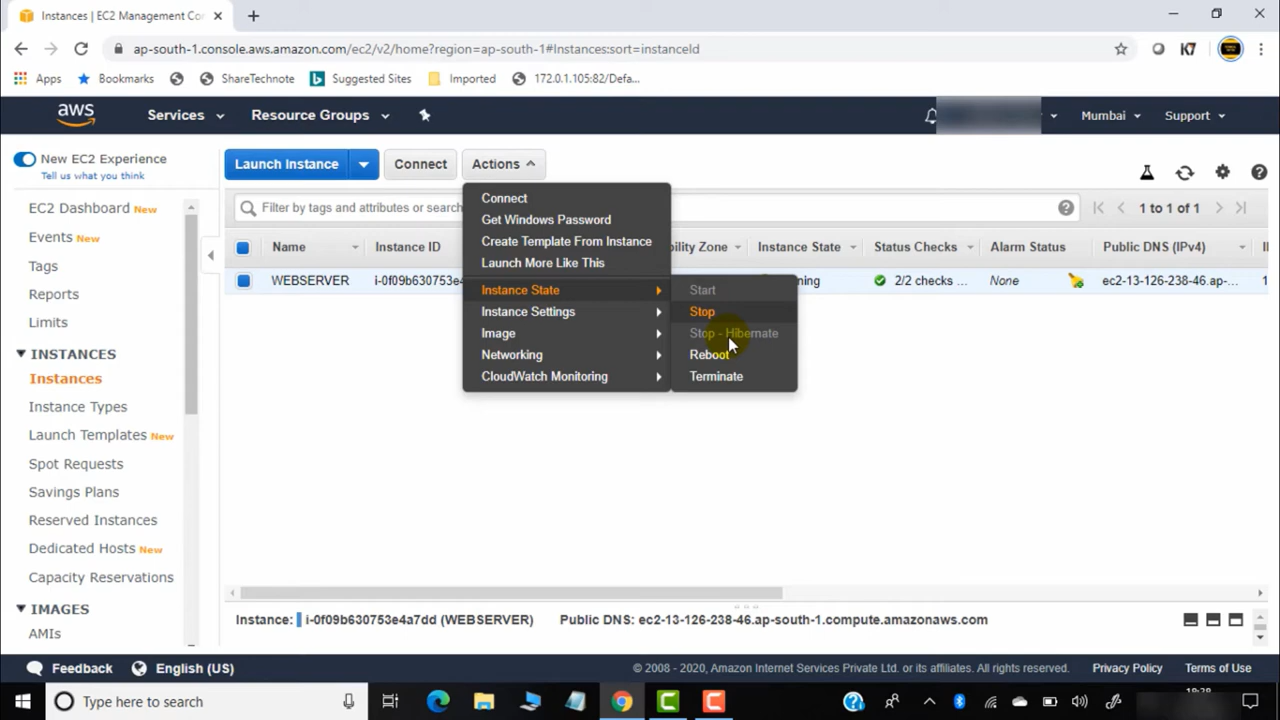 Instances | EC2 Management Co
ap-south-1.console.aws.amazon.com/ec2/v2/home?region=ap-south-1#Instances:sort=instanceId
K7
Apps Bookmarks ShareTechnote Suggested Sites Imported 172.0.1.105:82/Defa...
aws Services Resource Groups Mumbai Support
New EC2 Experience
Tell us what you think
Launch Instance Connect Actions
EC2 Dashboard New
Events New
Tags
Reports
Limits
INSTANCES
Instances
Instance Types
Launch Templates New
Spot Requests
Savings Plans
Reserved Instances
Dedicated Hosts New
Capacity Reservations
IMAGES
AMIs
Filter by tags and attributes or search
1 to 1 of 1
Name Instance ID bility Zone Instance State Status Checks Alarm Status Public DNS (IPv4)
WEBSERVER i-0f09b630753e4 ning 2/2 checks ... None ec2-13-126-238-46.ap-...
Connect
Get Windows Password
Create Template From Instance
Launch More Like This
Instance State
Instance Settings
Image
Networking
CloudWatch Monitoring
Start
Stop
Stop - Hibernate
Reboot
Terminate
Instance: i-0f09b630753e4a7dd (WEBSERVER) Public DNS: ec2-13-126-238-46.ap-south-1.compute.amazonaws.com
Feedback English (US) © 2008 - 2020, Amazon Internet Services Private Ltd. or its affiliates. All rights reserved. Privacy Policy Terms of Use
Type here to search